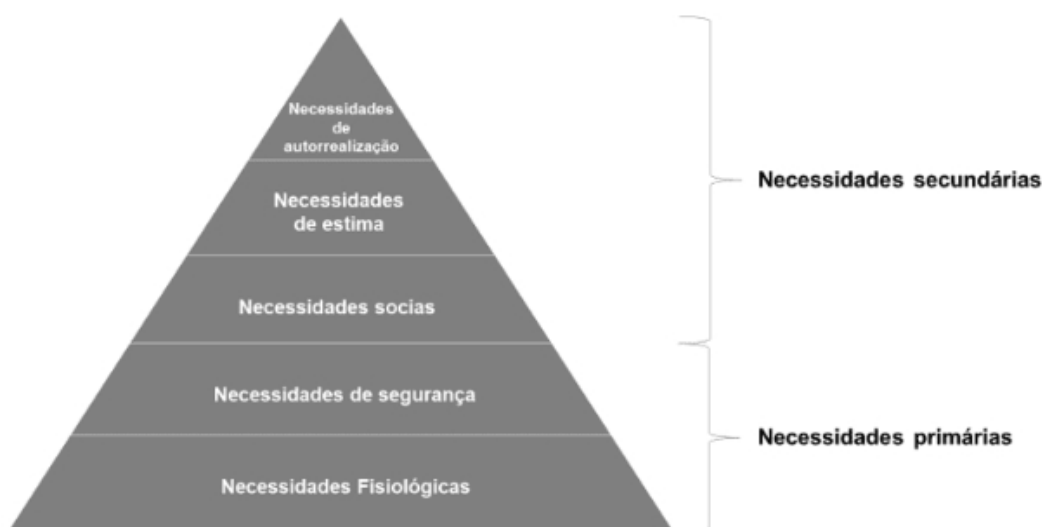 Necessidades
de
autorrealização
Necessidades
de estima
Necessidades secundárias
Necessidades socias
Necessidades de segurança
Necessidades primárias
Necessidades Fisiológicas